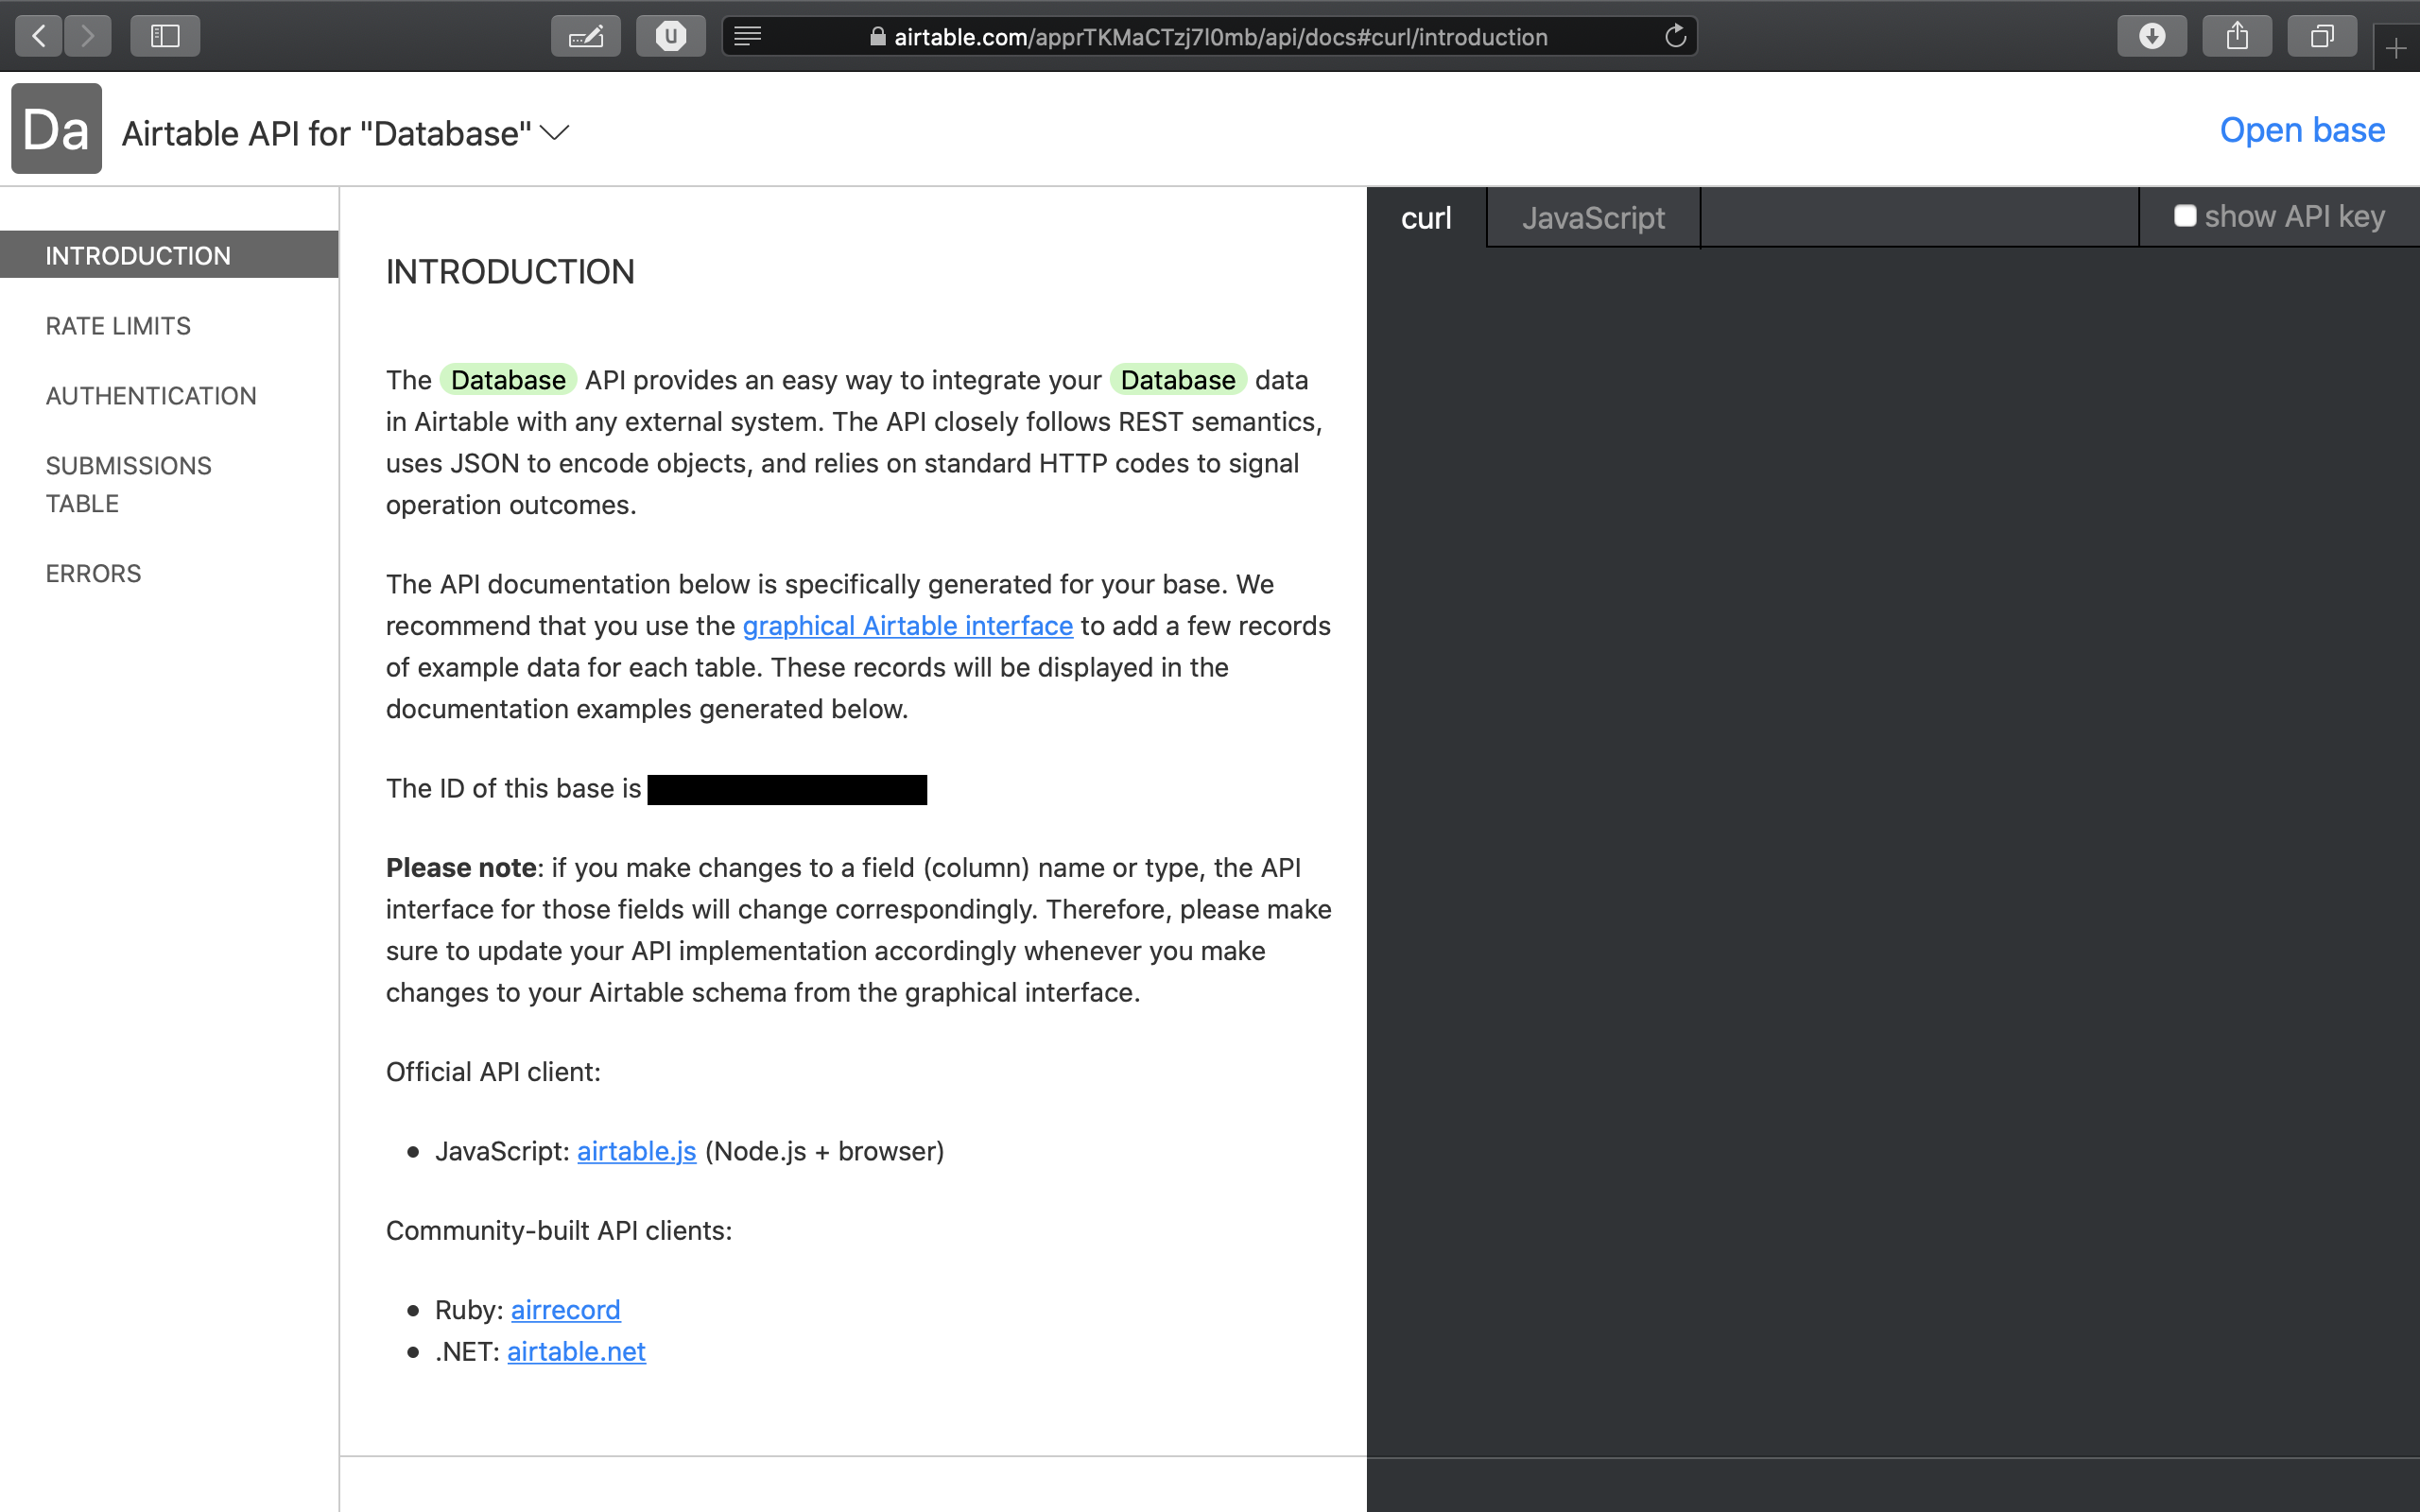 airtable.com/apprTKMaCTzj7l0mb/api/docs#curl/introduction
Da
Airtable API for "Database"
Open base
INTRODUCTION
RATE LIMITS
AUTHENTICATION
SUBMISSIONS
TABLE
ERRORS
INTRODUCTION
The Database API provides an easy way to integrate your Database data
in Airtable with any external system. The API closely follows REST semantics,
uses JSON to encode objects, and relies on standard HTTP codes to signal
operation outcomes.
The API documentation below is specifically generated for your base. We
recommend that you use the graphical Airtable interface to add a few records
of example data for each table. These records will be displayed in the
documentation examples generated below.
The ID of this base is
Please note: if you make changes to a field (column) name or type, the API
interface for those fields will change correspondingly. Therefore, please make
sure to update your API implementation accordingly whenever you make
changes to your Airtable schema from the graphical interface.
Official API client:
• JavaScript: airtable.js (Node.js + browser)
Community-built API clients:
• Ruby: airrecord
• .NET: airtable.net
curl
JavaScript
show API key